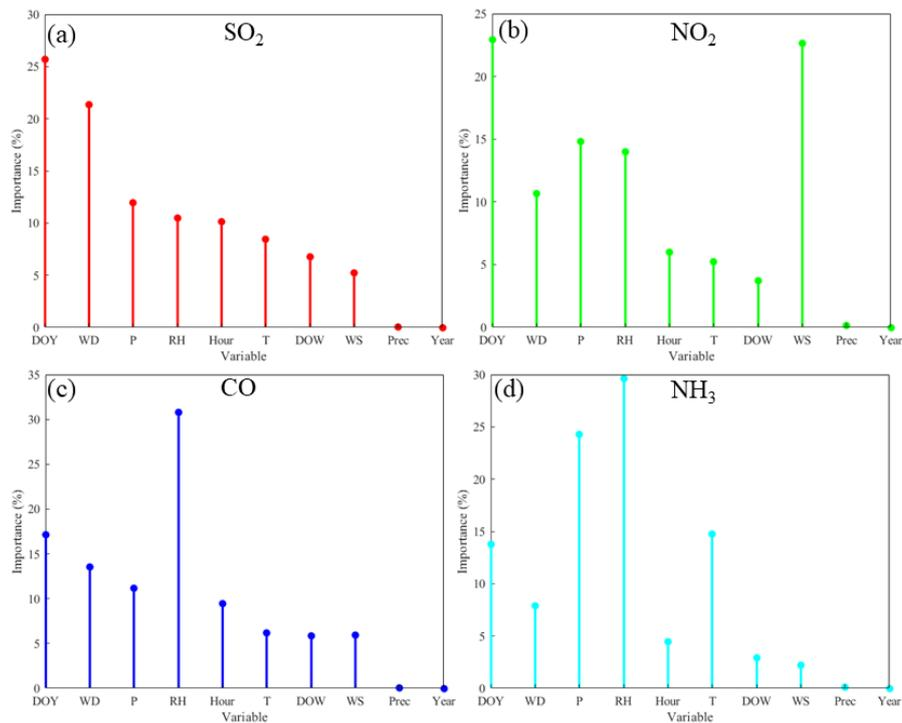 (a) SO₂
30
25
20
15
10
5
0
Importance (%)
DOY WD P RH Hour T DOW WS Prec Year
Variable
(b) NO₂
25
20
15
10
5
0
Importance (%)
DOY WD P RH Hour T DOW WS Prec Year
Variable
(c) CO
35
30
25
20
15
10
5
0
Importance (%)
DOY WD P RH Hour T DOW WS Prec Year
Variable
(d) NH₃
30
25
20
15
10
5
0
Importance (%)
DOY WD P RH Hour T DOW WS Prec Year
Variable